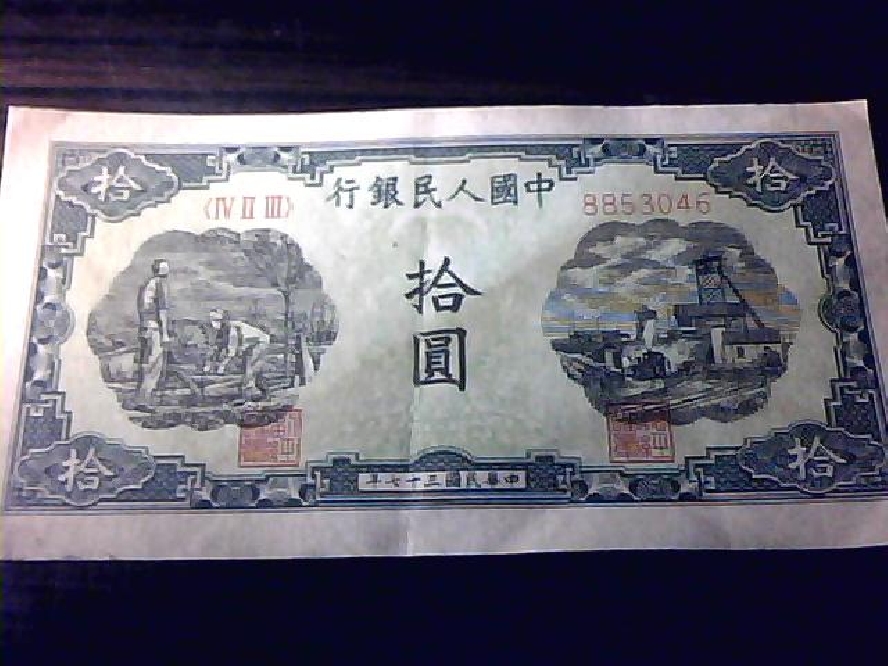 拾
拾
〈IV II III〉
中國人民銀行
8853046
拾圓
中華民國三十七年
拾
拾